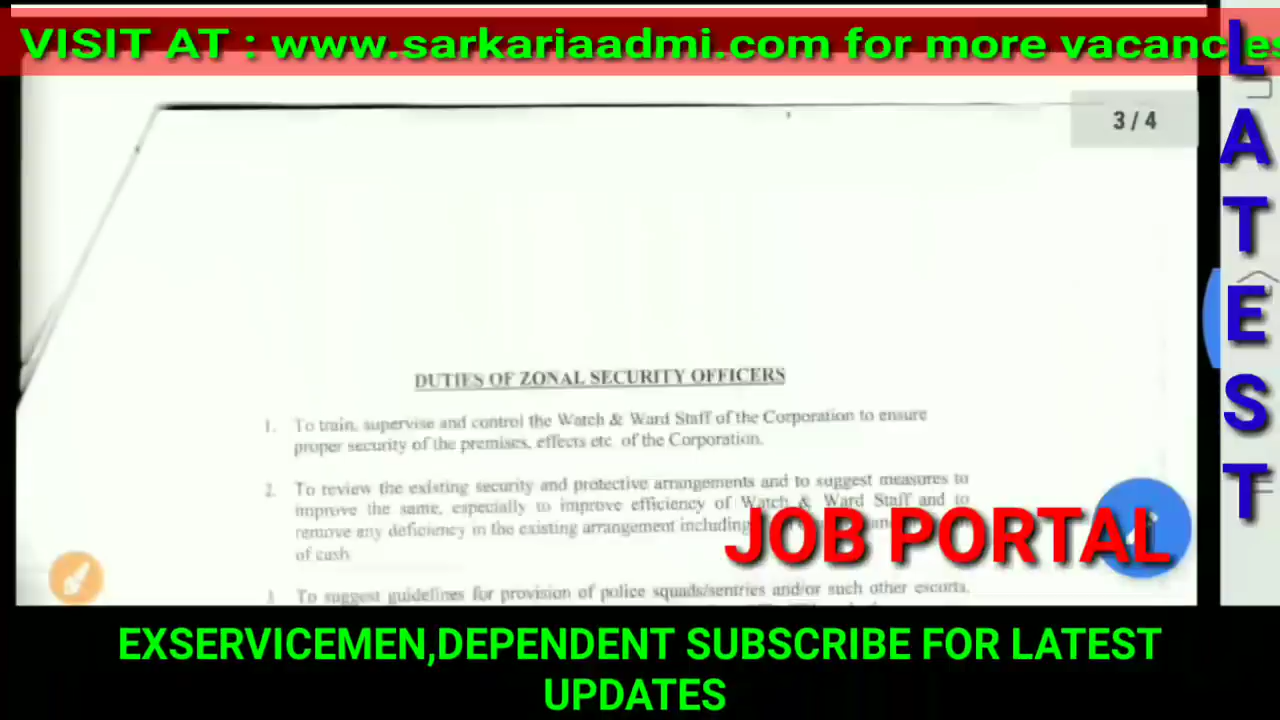 VISIT AT : www.sarkariaadmi.com for more vacancies
LATEST
3 / 4
DUTIES OF ZONAL SECURITY OFFICERS
1. To train, supervise and control the Watch & Ward Staff of the Corporation to ensure
proper security of the premises, effects etc. of the Corporation.
2. To review the existing security and protective arrangements and to suggest measures to
improve the same, especially to improve efficiency of Watch & Ward Staff and to
remove any deficiency in the existing arrangement including
of cash
To suggest guidelines for provision of police squads/sentries and/or such other escorts,
JOB PORTAL
EXSERVICEMEN,DEPENDENT SUBSCRIBE FOR LATEST
UPDATES